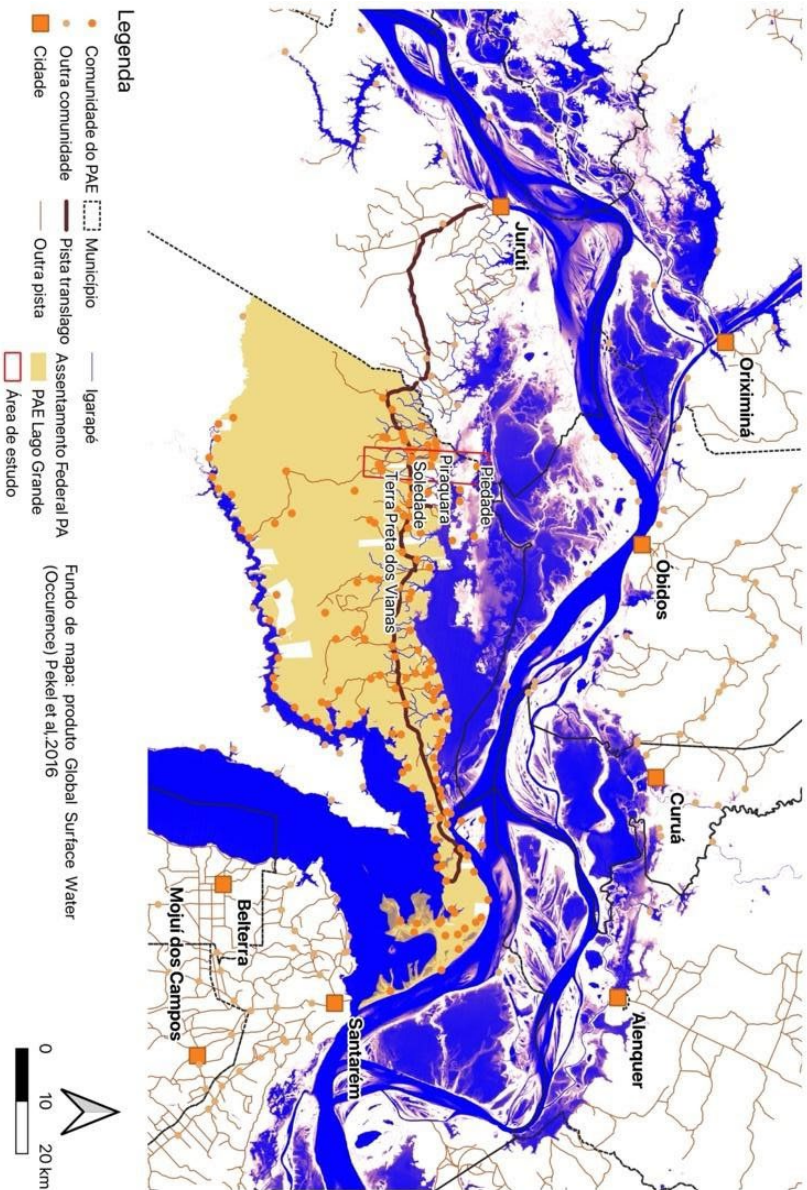 Oriximiná
Óbidos
Curuá
Alenquer
Juruti
Piedade
Piraquara
Soledade
Terra Preta dos Vianas
Santarém
Belterra
Mojuí dos Campos
Legenda
Comunidade do PAE
Outra comunidade
Cidade
Município
Pista translago
Outra pista
Igarapé
Assentamento Federal PA
PAE Lago Grande
Área de estudo
Fundo de mapa: produto Global Surface Water
(Occurence) Pekel et al,.2016
0 10 20 km